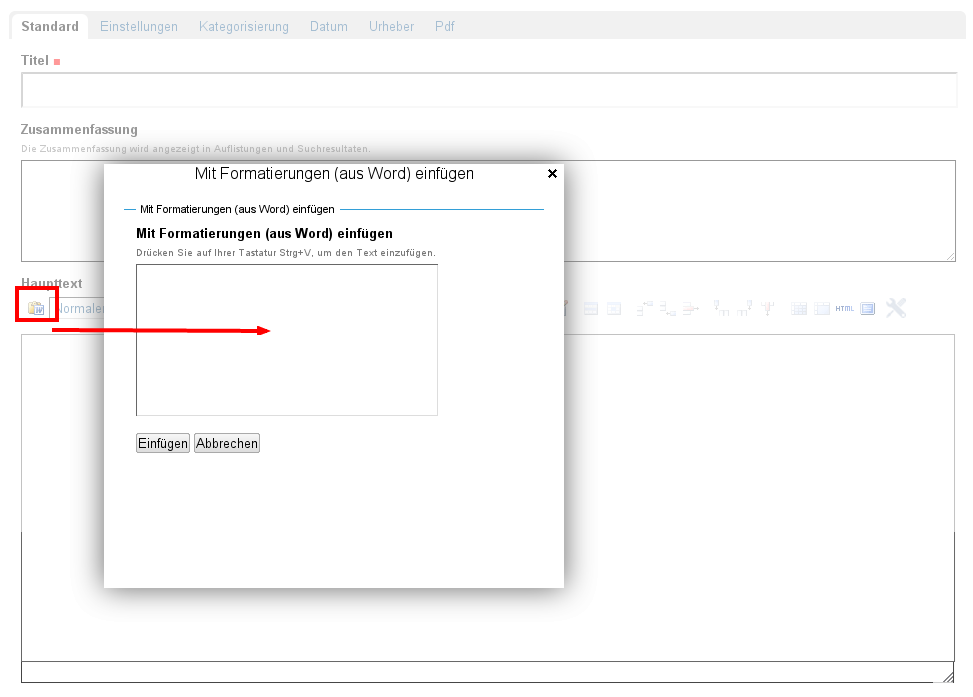 Standard Einstellungen Kategorisierung Datum Urheber Pdf
Titel
Zusammenfassung
Die Zusammenfassung wird angezeigt in Auflistungen und Suchresultaten.
Mit Formatierungen (aus Word) einfügen
Mit Formatierungen (aus Word) einfügen
Mit Formatierungen (aus Word) einfügen
Drücken Sie auf Ihrer Tastatur Strg+V, um den Text einzufügen.
Haupttext
Normaler
HTML
Einfügen Abbrechen